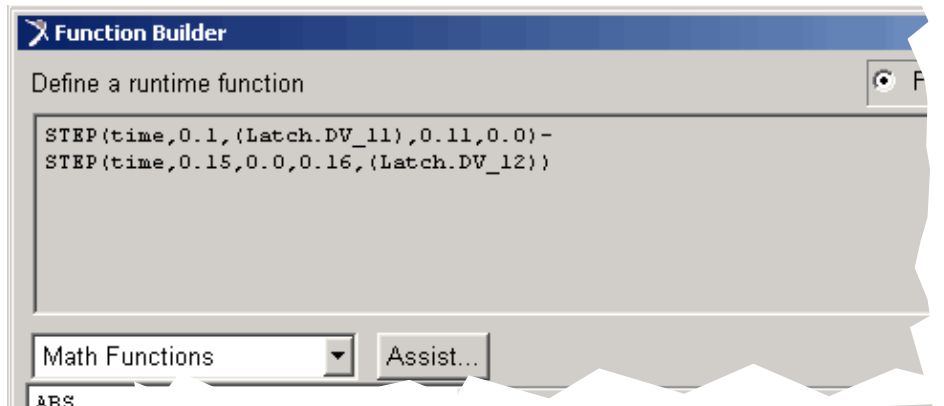 Function Builder
Define a runtime function
F
STEP(time,0.1,(Latch.DV_11),0.11,0.0)-
STEP(time,0.15,0.0,0.16,(Latch.DV_12))
Math Functions
Assist...
ABS